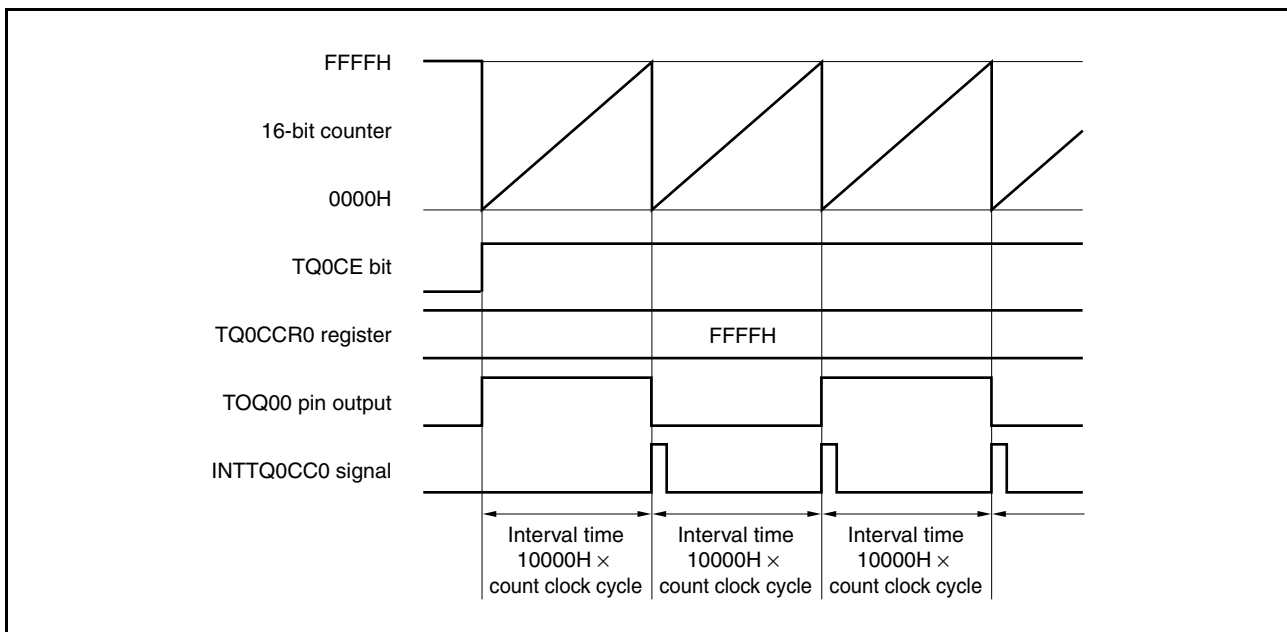 FFFFH
16-bit counter
0000H
TQ0CE bit
TQ0CCR0 register
FFFFH
TOQ00 pin output
INTTQ0CC0 signal
Interval time
10000H ×
count clock cycle
Interval time
10000H ×
count clock cycle
Interval time
10000H ×
count clock cycle